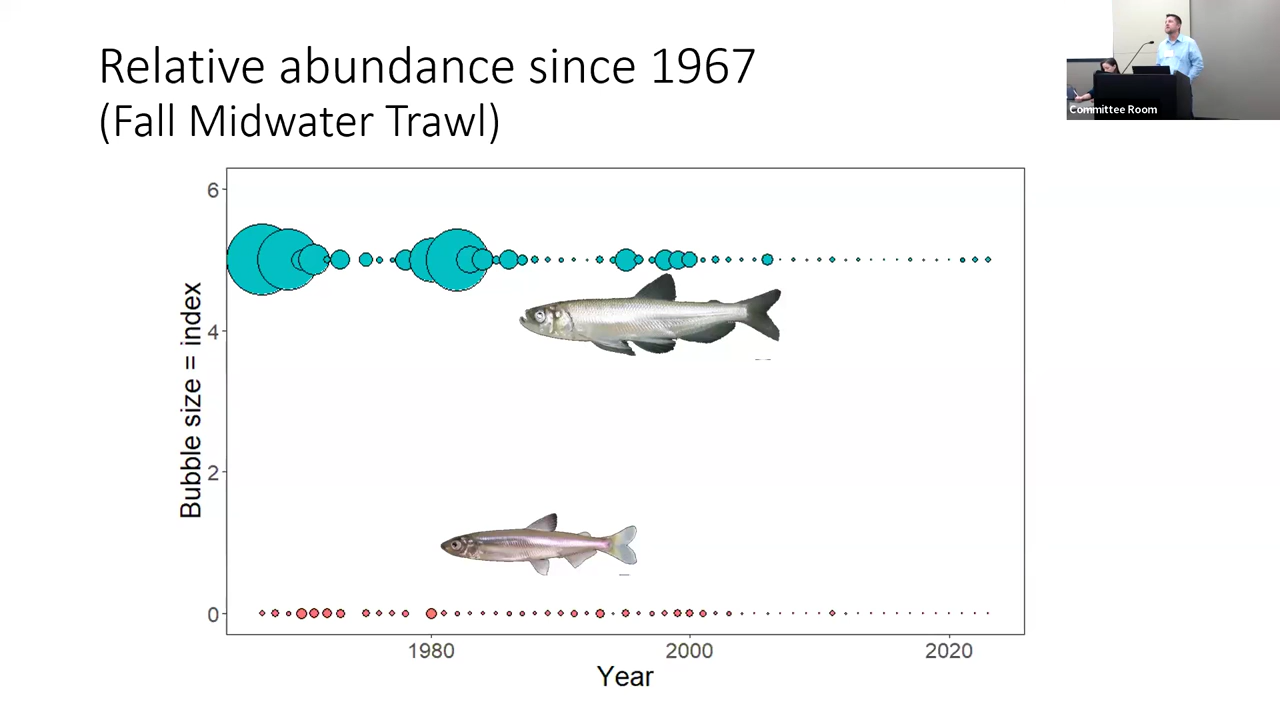 Relative abundance since 1967
(Fall Midwater Trawl)
Committee Room
6
4
2
0
Bubble size = index
1980
2000
2020
Year